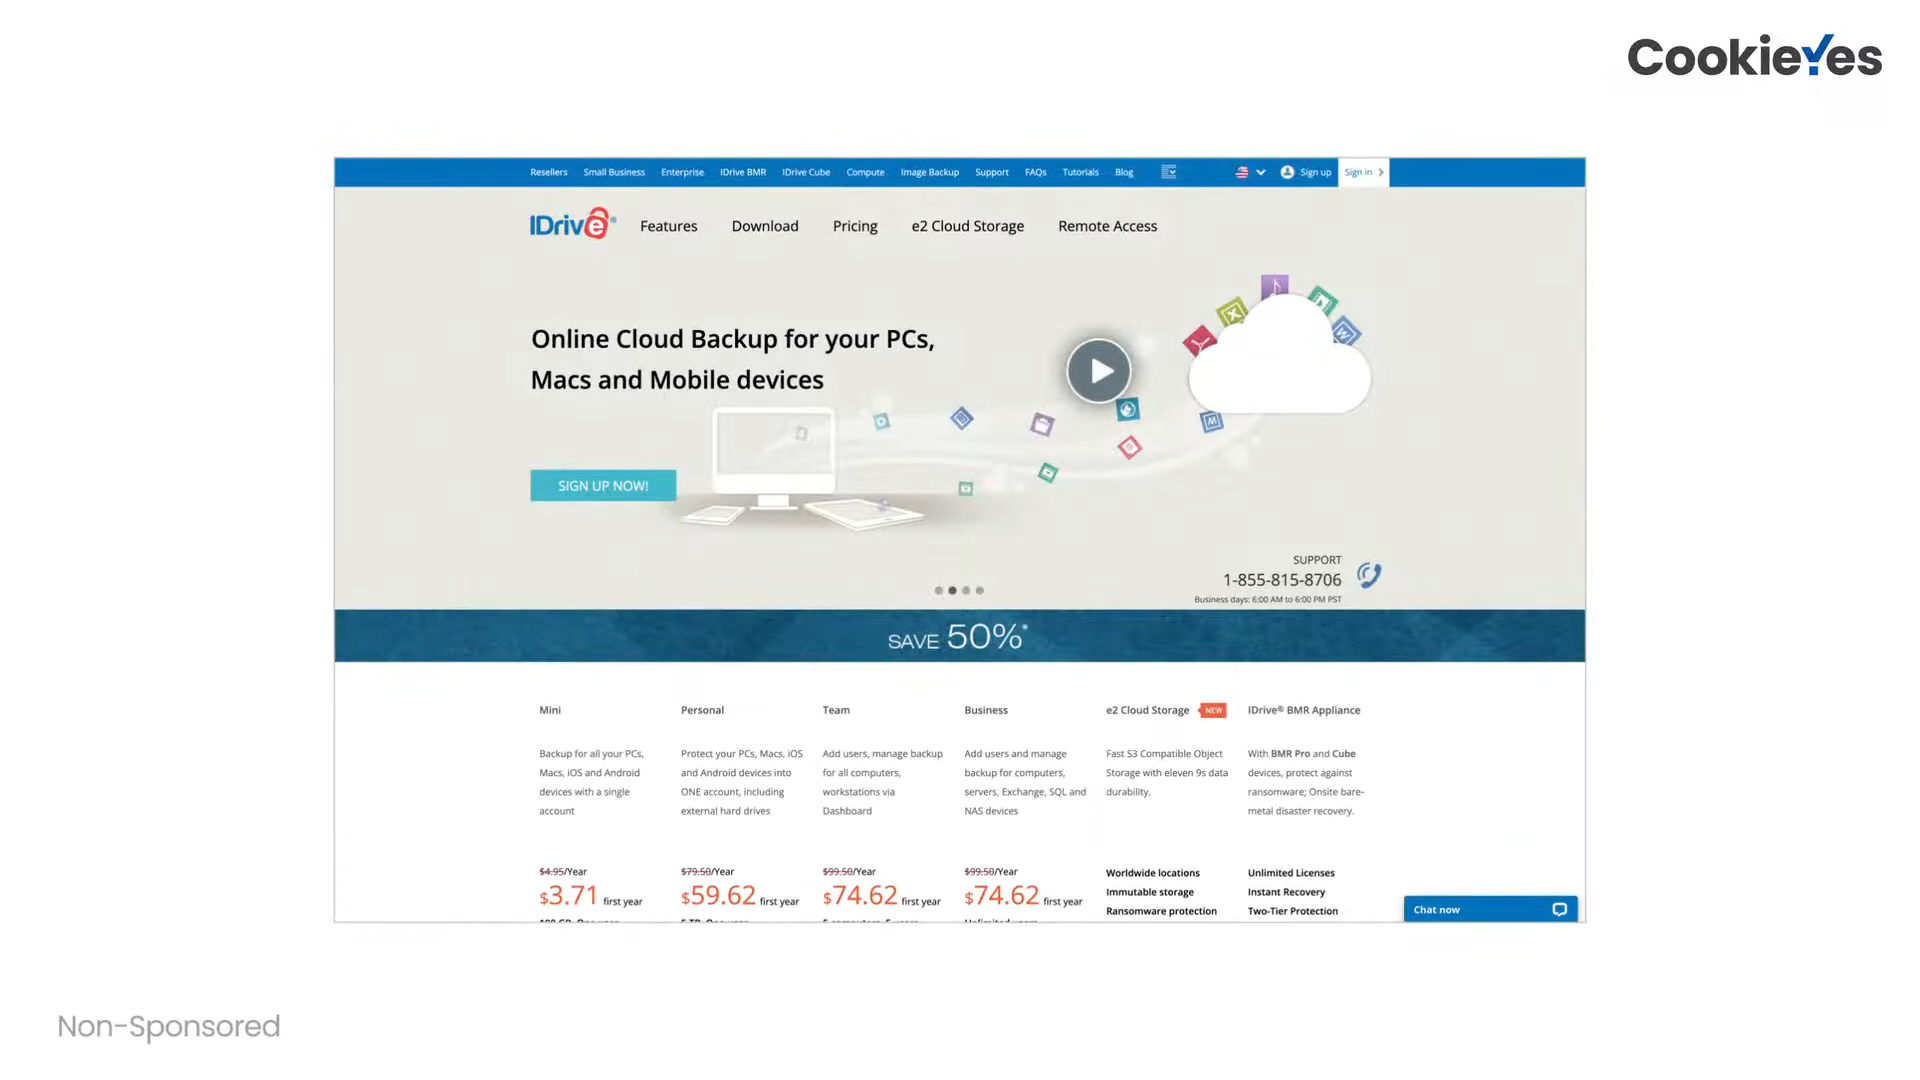 CookieYes
Resellers Small Business Enterprise IDrive BMR IDrive Cube Compute Image Backup Support FAQs Tutorials Blog Sign up Sign in
IDrive® Features Download Pricing e2 Cloud Storage Remote Access
Online Cloud Backup for your PCs,
Macs and Mobile devices
SIGN UP NOW!
SUPPORT
1-855-815-8706
Business days: 6:00 AM to 6:00 PM PST
SAVE 50%*
Mini
Backup for all your PCs,
Macs, iOS and Android
devices with a single
account
$4.95/Year
$3.71 first year
Personal
Protect your PCs, Macs, iOS
and Android devices into
ONE account, including
external hard drives
$79.50/Year
$59.62 first year
Team
Add users, manage backup
for all computers,
workstations via
Dashboard
$99.50/Year
$74.62 first year
Business
Add users and manage
backup for computers,
servers, Exchange, SQL and
NAS devices
$99.50/Year
$74.62 first year
e2 Cloud Storage NEW
Fast S3 Compatible Object
Storage with eleven 9s data
durability.
Worldwide locations
Immutable storage
Ransomware protection
IDrive® BMR Appliance
With BMR Pro and Cube
devices, protect against
ransomware; Onsite bare-
metal disaster recovery.
Unlimited Licenses
Instant Recovery
Two-Tier Protection
Chat now
Non-Sponsored